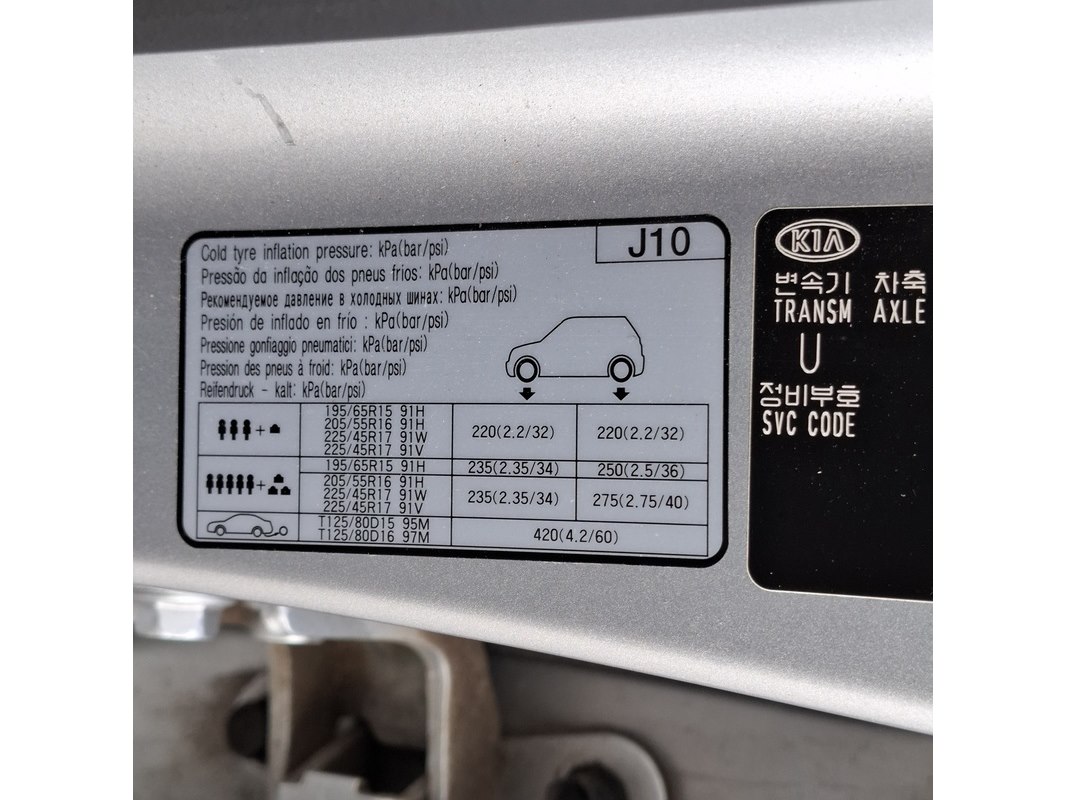 J10
Cold tyre inflation pressure: kPa(bar/psi)
Pressão da inflação dos pneus frios: kPa(bar/psi)
Рекомендуемое давление в холодных шинах: kPa(bar/psi)
Presión de inflado en frío : kPa(bar/psi)
Pressione gonfiaggio pneumatici: kPa(bar/psi)
Pression des pneus à froid: kPa(bar/psi)
Reifendruck - kalt: kPa(bar/psi)
+ 195/65R15 91H 220(2.2/32) 220(2.2/32)
205/55R16 91H
225/45R17 91W
225/45R17 91V
+ 195/65R15 91H 235(2.35/34) 250(2.5/36)
205/55R16 91H 235(2.35/34) 275(2.75/40)
225/45R17 91W
225/45R17 91V
T125/80D15 95M 420(4.2/60)
T125/80D16 97M
KIA
변속기 차축
TRANSM AXLE
U
정비부호
SVC CODE